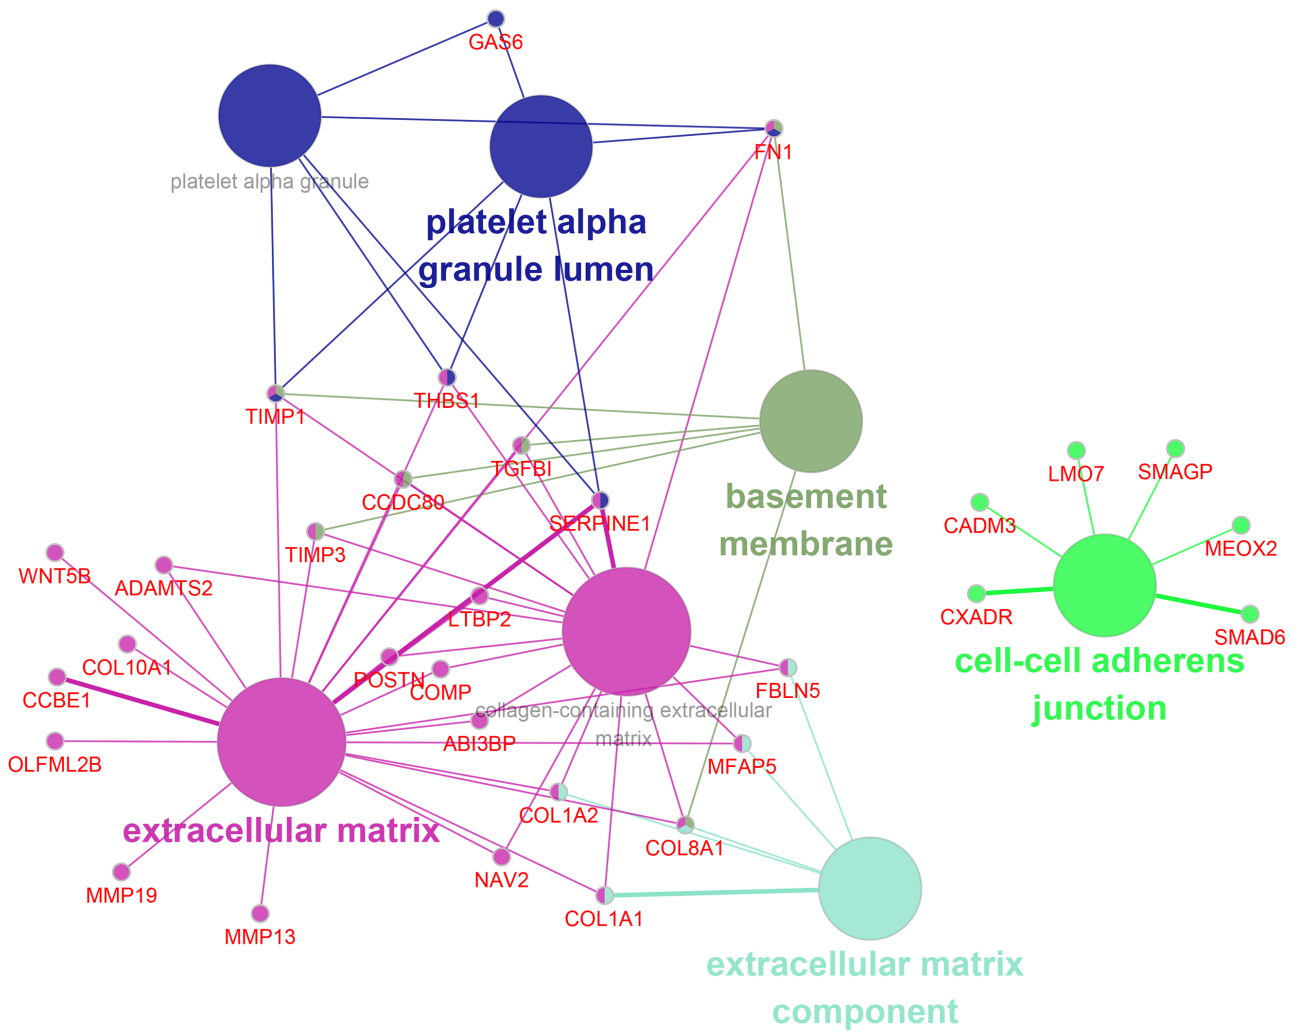 GAS6
FN1
platelet alpha granule
platelet alpha
granule lumen
TIMP1
THBS1
TGFBI
CCDC80
SERPINE1
TIMP3
basement
membrane
LMO7
SMAGP
CADM3
MEOX2
CXADR
SMAD6
cell-cell adherens
junction
WNT5B
ADAMTS2
LTBP2
COL10A1
POSTN
COMP
CCBE1
FBLN5
collagen-containing extracellular
matrix
ABI3BP
OLFML2B
MFAP5
COL1A2
extracellular matrix
COL8A1
NAV2
MMP19
COL1A1
MMP13
extracellular matrix
component